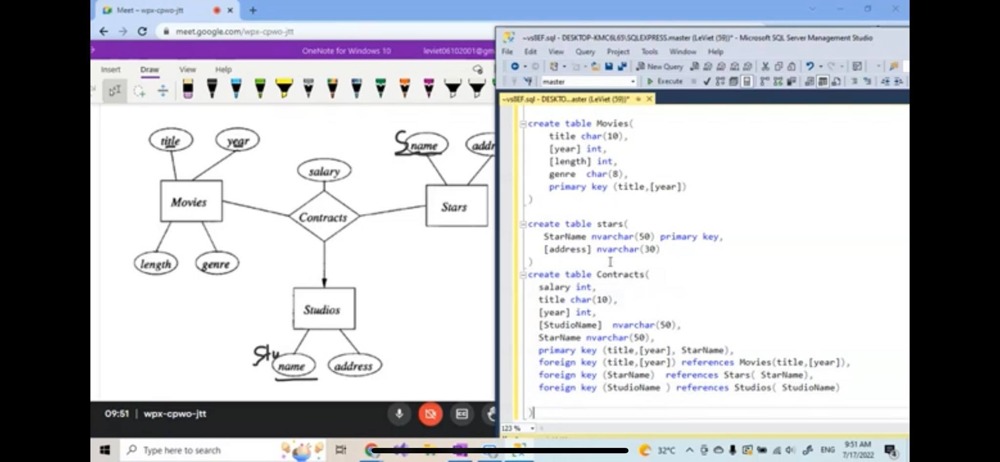 Meet – wpx-cpwo-jtt
meet.google.com/wpx-cpwo-jtt
OneNote for Windows 10 leviet06102001@gm
Insert Draw View Help
title
year
length
genre
Movies
salary
Contracts
S name
addr
Stars
Studios
Stu name
address
09:51 | wpx-cpwo-jtt
~vs8EF.sql - DESKTOP-KMC6L65\SQLEXPRESS.master (LeViet (59))* - Microsoft SQL Server Management Studio
File Edit View Query Project Tools Window Help
New Query
master Execute
~vs8EF.sql - DESKTO...aster (LeViet (59))*
create table Movies(
title char(10),
[year] int,
[length] int,
genre char(8),
primary key (title,[year])
)
create table stars(
StarName nvarchar(50) primary key,
[address] nvarchar(30)
)
create table Contracts(
salary int,
title char(10),
[year] int,
[StudioName] nvarchar(50),
StarName nvarchar(50),
primary key (title,[year], StarName),
foreign key (title,[year]) references Movies(title,[year]),
foreign key (StarName) references Stars( StarName),
foreign key (StudioName ) references Studios( StudioName)
)
123 %
Type here to search
32°C
ENG
9:51 AM
7/17/2022
4